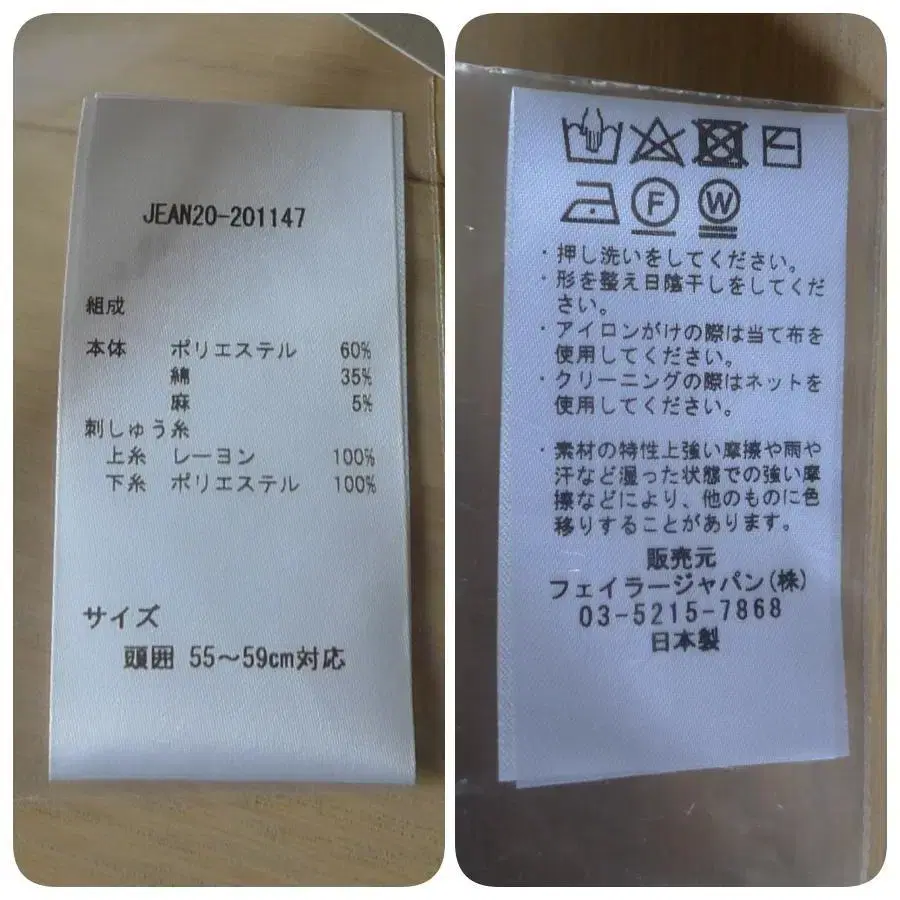 JEAN20-201147
組成
本体 ポリエステル 60%
綿 35%
麻 5%
刺しゅう糸
上糸 レーヨン 100%
下糸 ポリエステル 100%
サイズ
頭囲 55～59cm対応
F W
・押し洗いをしてください。
・形を整え日陰干しをしてくだ
さい。
・アイロンがけの際は当て布を
使用してください。
・クリーニングの際はネットを
使用してください。
・素材の特性上強い摩擦や雨や
汗など湿った状態での強い摩
擦などにより、他のものに色
移りすることがあります。
販売元
フェイラージャパン(株)
03-5215-7868
日本製